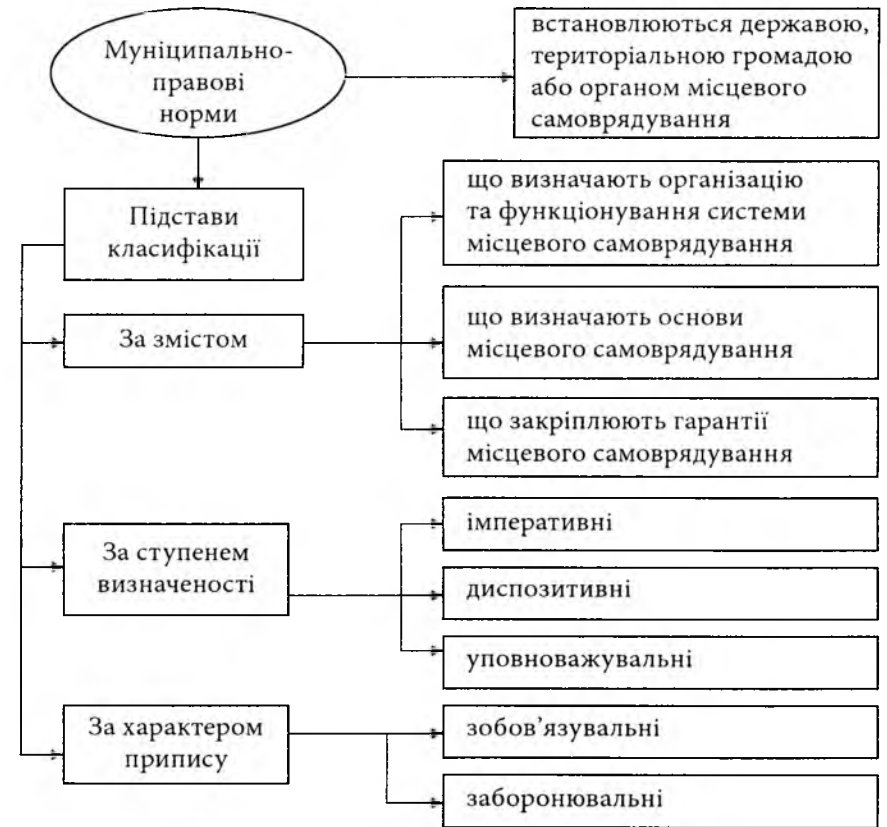 Муніципально-
правові
норми
встановлюються державою,
територіальною громадою
або органом місцевого
самоврядування
Підстави
класифікації
що визначають організацію
та функціонування системи
місцевого самоврядування
За змістом
що визначають основи
місцевого самоврядування
що закріплюють гарантії
місцевого самоврядування
За ступенем
визначеності
імперативні
диспозитивні
уповноважувальні
За характером
припису
зобов’язувальні
заборонювальні